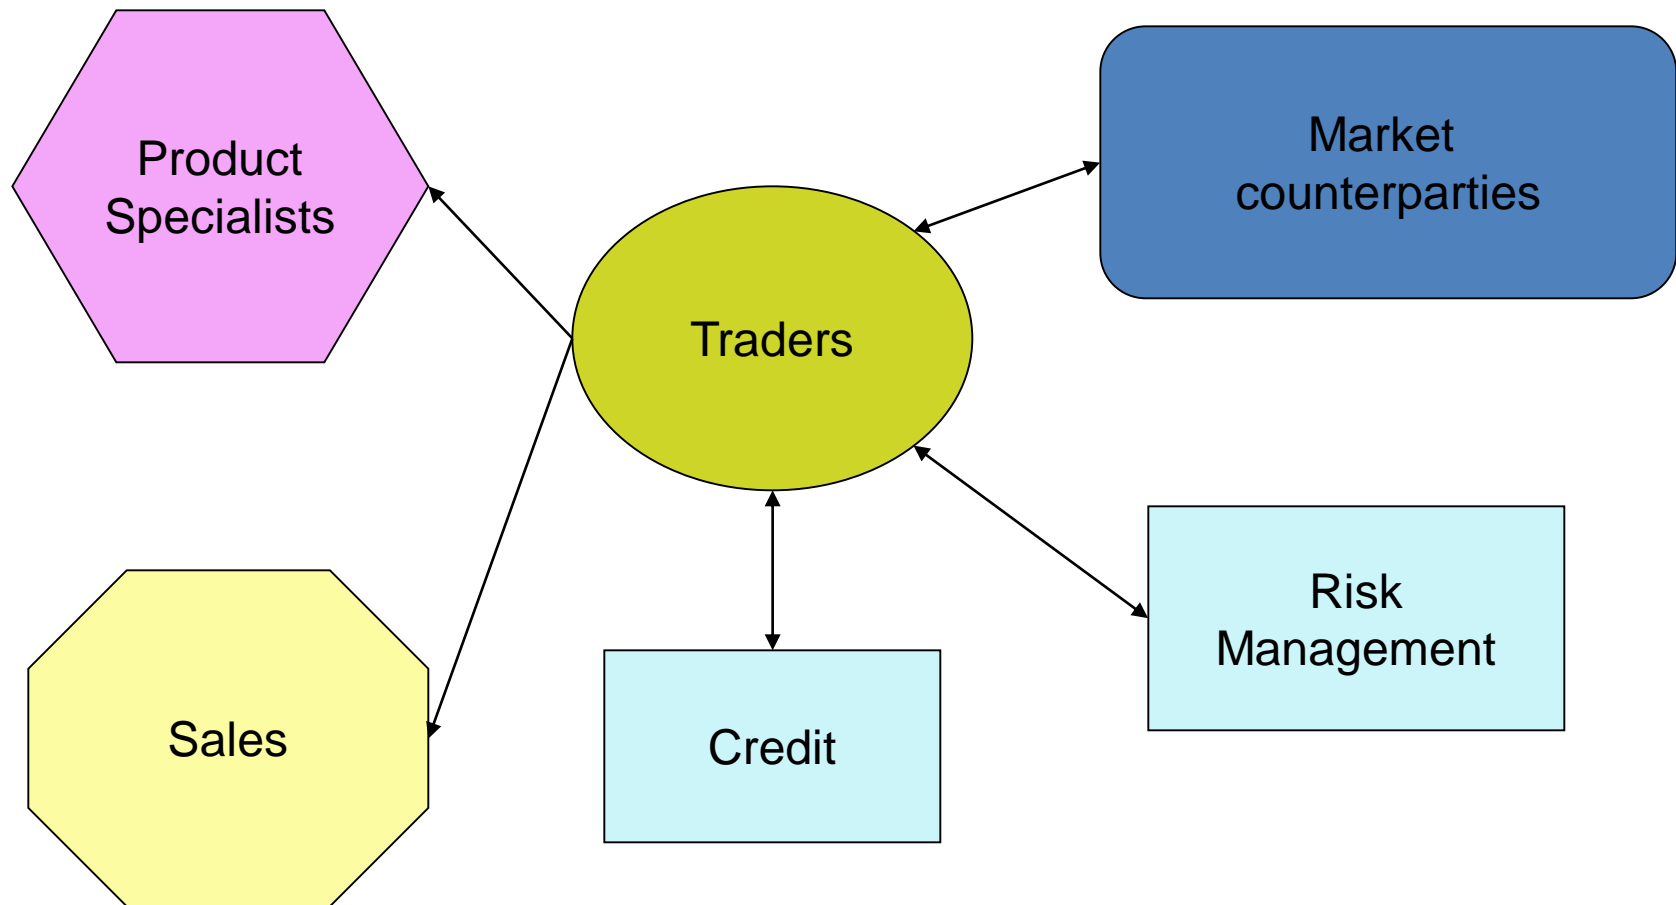 Product
Specialists
Market
counterparties
Traders
Risk
Management
Sales
Credit